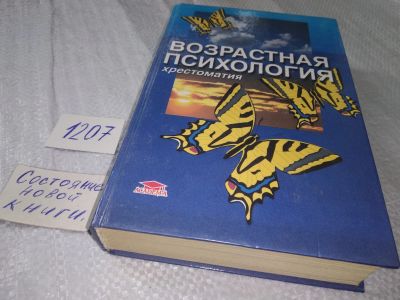 ВОЗРАСТНАЯ
ПСИХОЛОГИЯ
хрестоматия
1207
Состояние
новой
книги.